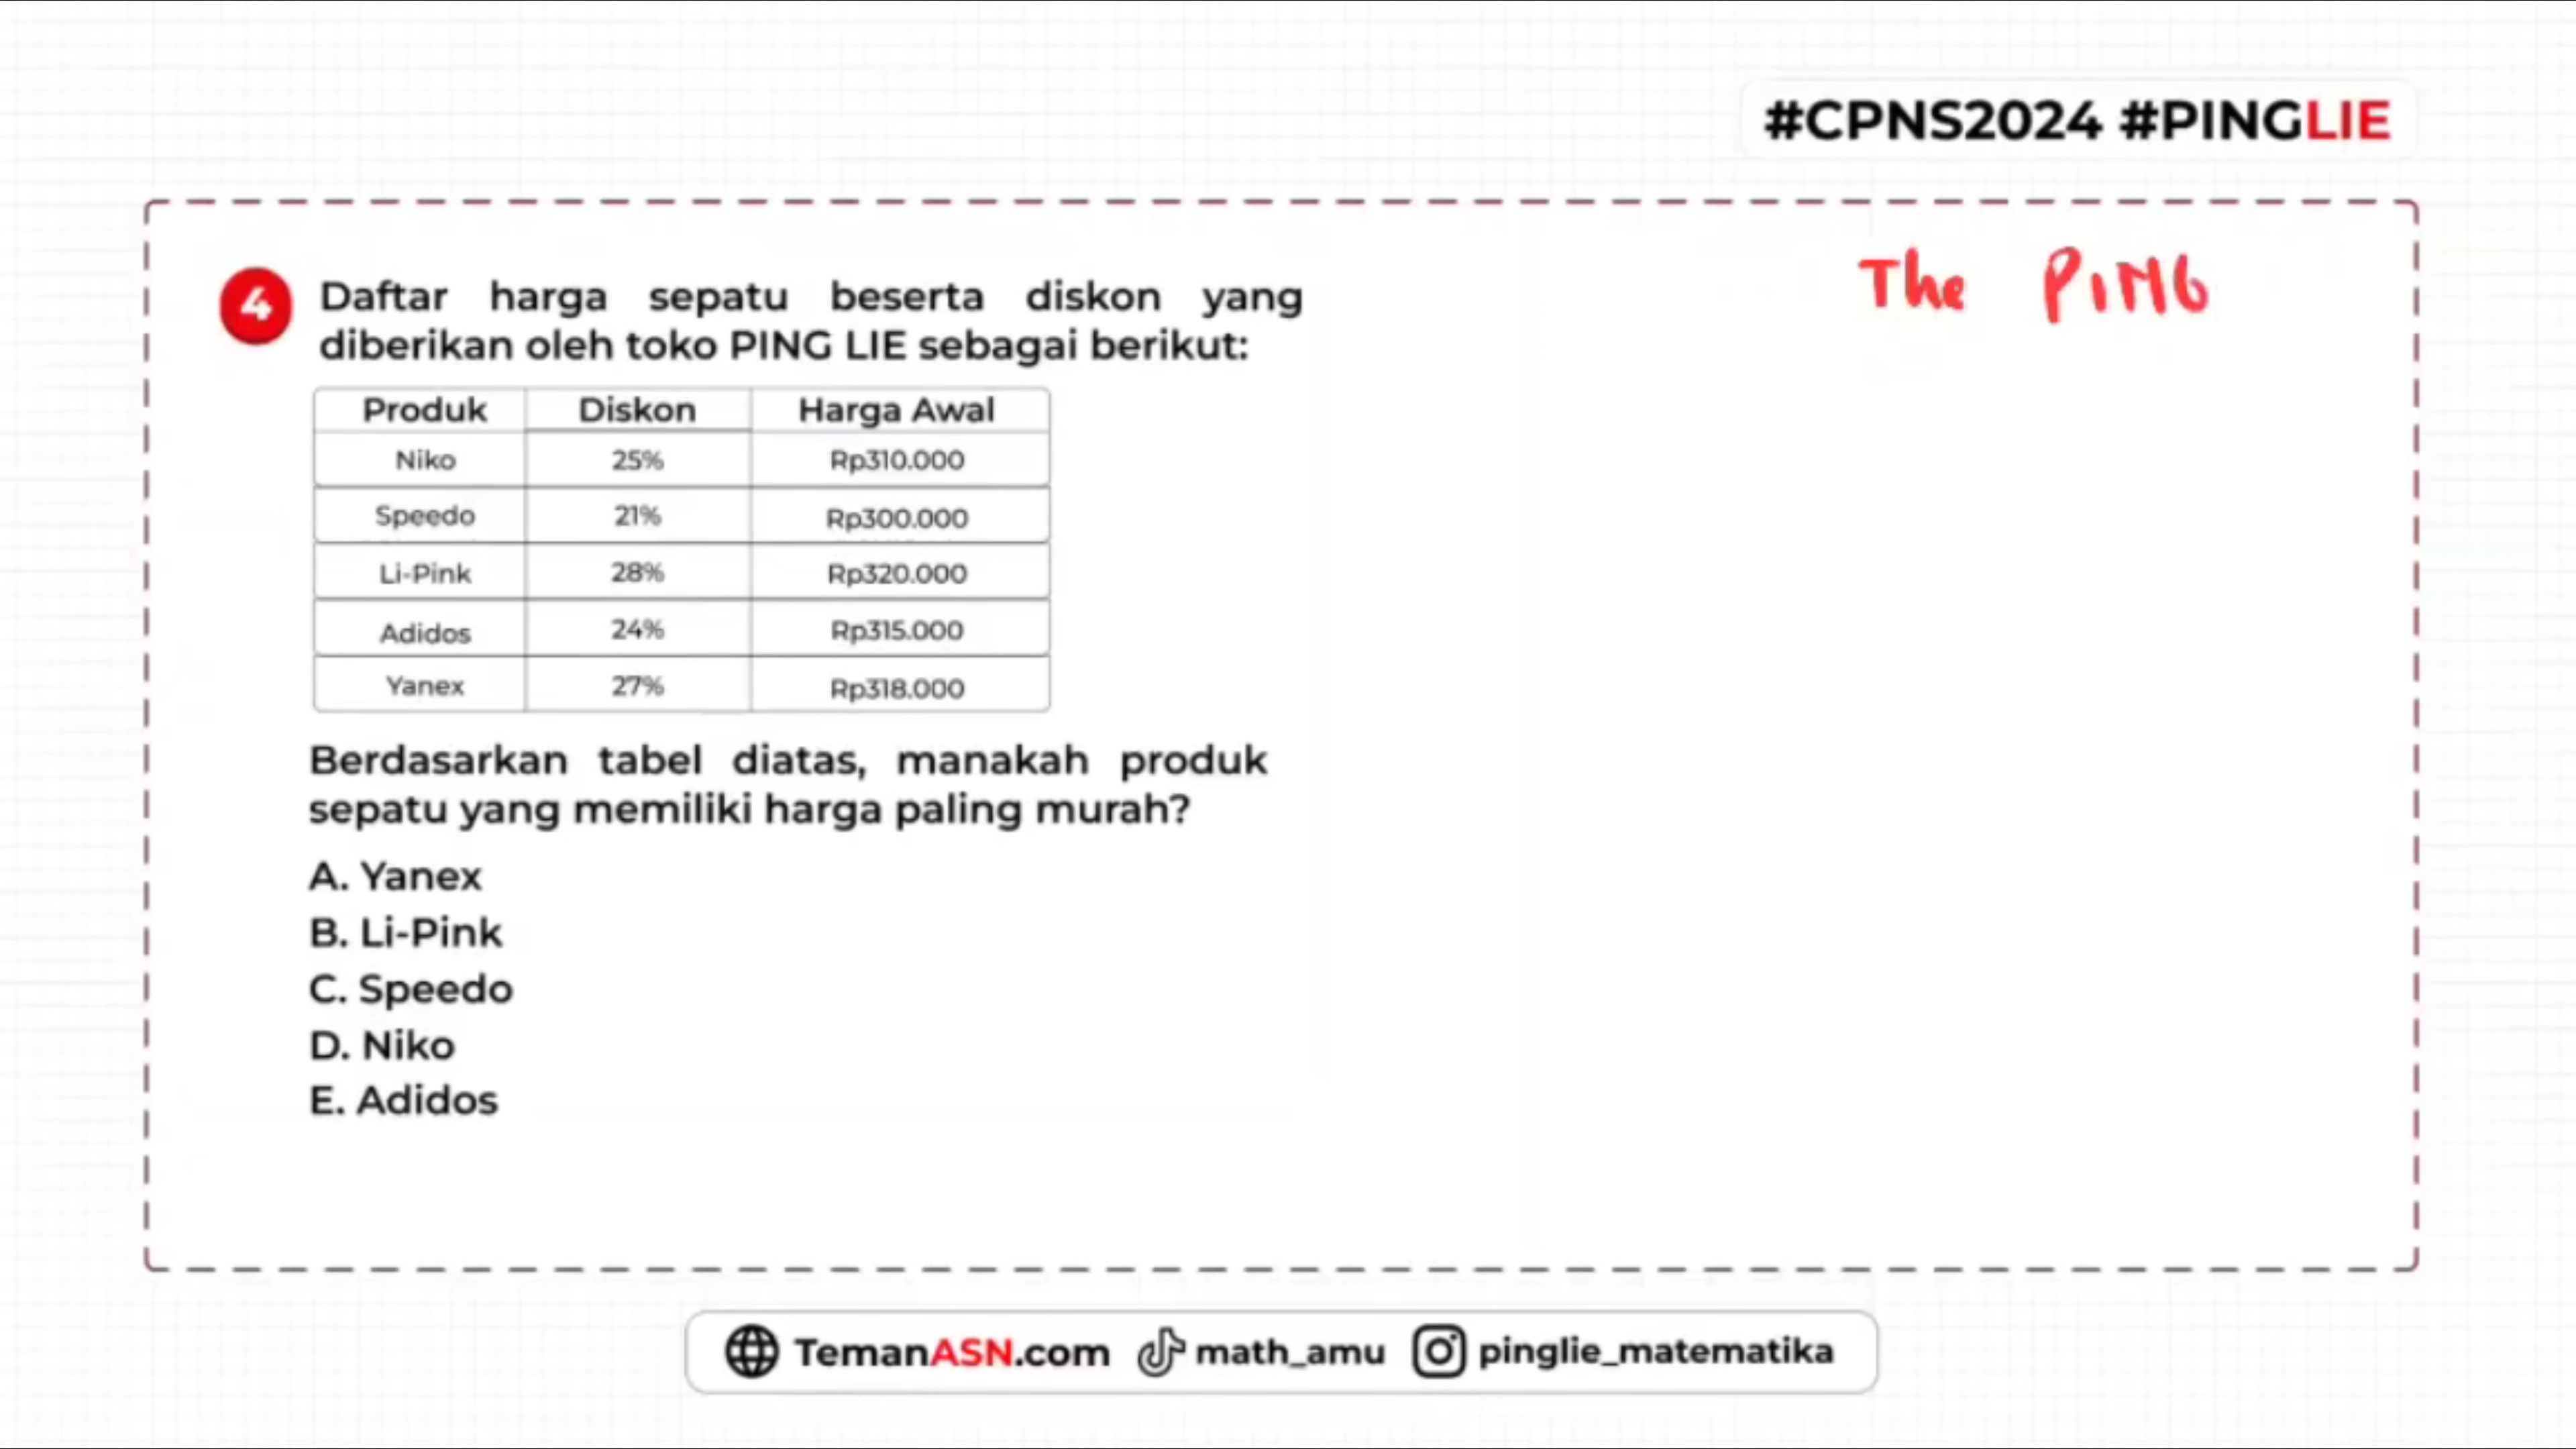 #CPNS2024 #PINGLIE
The PING
4 Daftar harga sepatu beserta diskon yang
diberikan oleh toko PING LIE sebagai berikut:
Produk Diskon Harga Awal
Niko 25% Rp310.000
Speedo 21% Rp300.000
Li-Pink 28% Rp320.000
Adidos 24% Rp315.000
Yanex 27% Rp318.000
Berdasarkan tabel diatas, manakah produk
sepatu yang memiliki harga paling murah?
A. Yanex
B. Li-Pink
C. Speedo
D. Niko
E. Adidos
TemanASN.com math_amu pinglie_matematika